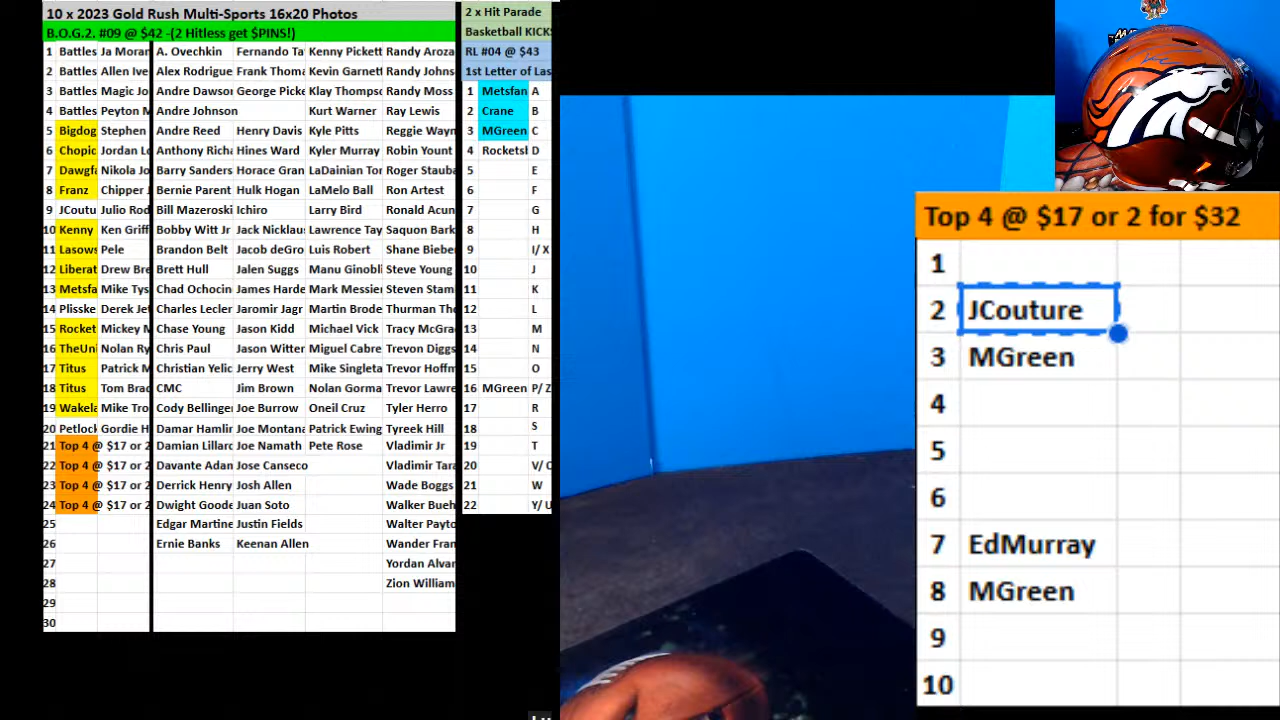 10 x 2023 Gold Rush Multi-Sports 16x20 Photos
B.O.G.2. #09 @ $42 -(2 Hitless get $PINS!)
1 Battles Ja Moran A. Ovechkin Fernando Ta Kenny Pickett Randy Aroza
2 Battles Allen Ive Alex Rodrigue Frank Thoma Kevin Garnet Randy Johns
3 Battles Magic Jo Andre Dawson George Picke Klay Thomps Randy Moss
4 Battles Peyton M Andre Johnson Kurt Warner Ray Lewis
5 Bigdog Stephen Andre Reed Henry Davis Kyle Pitts Reggie Wayn
6 Chopic Jordan Lo Anthony Richa Hines Ward Kyler Murray Robin Yount
7 Dawgfa Nikola Jo Barry Sanders Horace Gran LaDainian To Roger Stauba
8 Franz Chipper J Bernie Parent Hulk Hogan LaMelo Ball Ron Artest
9 JCoutu Julio Rod Bill Mazeroski Ichiro Larry Bird Ronald Acun
10 Kenny Ken Griff Bobby Witt Jr Jack Nicklaus Lawrence Tay Saquon Bark
11 Lasows Pele Brandon Belt Jacob deGro Luis Robert Shane Bieber
12 Liberat Drew Bre Brett Hull Jalen Suggs Manu Ginobli Steve Young
13 Metsfa Mike Tys Chad Ochocin James Harde Mark Messier Steven Stam
14 Plisske Derek Jet Charles Lecler Jaromir Jagr Martin Brode Thurman Tho
15 Rocket Mickey M Chase Young Jason Kidd Michael Vick Tracy McGra
16 TheUni Nolan Ry Chris Paul Jason Witten Miguel Cabre Trevon Diggs
17 Titus Patrick M Christian Yelic Jerry West Mike Singleta Trevor Hoffm
18 Titus Tom Brad CMC Jim Brown Nolan Gorma Trevor Lawre
19 Wakela Mike Tro Cody Bellinger Joe Burrow Oneil Cruz Tyler Herro
20 Petlock Gordie H Damar Hamlin Joe Montana Patrick Ewing Tyreek Hill
21 Top 4 @ $17 or 2 Damian Lillard Joe Namath Pete Rose Vladimir Jr
22 Top 4 @ $17 or 2 Davante Adam Jose Canseco Vladimir Tara
23 Top 4 @ $17 or 2 Derrick Henry Josh Allen Wade Boggs
24 Top 4 @ $17 or 2 Dwight Goode Juan Soto Walker Bueh
25 Edgar Martine Justin Fields Walter Payto
26 Ernie Banks Keenan Allen Wander Fran
27 Yordan Alvar
28 Zion William
29
30
2 x Hit Parade
Basketball KICKS
RL #04 @ $43
1st Letter of Las
1 Metsfan A
2 Crane B
3 MGreen C
4 Rocketsl D
5 E
6 F
7 G
8 H
9 I/ X
10 J
11 K
12 L
13 M
14 N
15 O
16 MGreen P/ Z
17 R
18 S
19 T
20 V/
21 W
22 Y/ U
Top 4 @ $17 or 2 for $32
1
2 JCouture
3 MGreen
4
5
6
7 EdMurray
8 MGreen
9
10